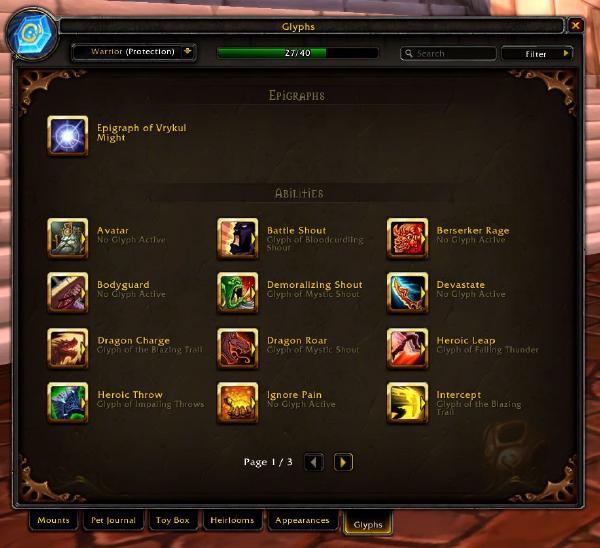 Glyphs
Warrior (Protection)
27/40
Search
Filter
Epigraphs
Epigraph of Vrykul
Might
Abilities
Avatar
No Glyph Active
Battle Shout
Glyph of Bloodcurdling
Shout
Berserker Rage
No Glyph Active
Bodyguard
No Glyph Active
Demoralizing Shout
Glyph of Mystic Shout
Devastate
No Glyph Active
Dragon Charge
Glyph of the Blazing Trail
Dragon Roar
Glyph of Mystic Shout
Heroic Leap
Glyph of Falling Thunder
Heroic Throw
Glyph of Impaling Throws
Ignore Pain
No Glyph Active
Intercept
Glyph of the Blazing
Trail
Page 1 / 3
Mounts
Pet Journal
Toy Box
Heirlooms
Appearances
Glyphs